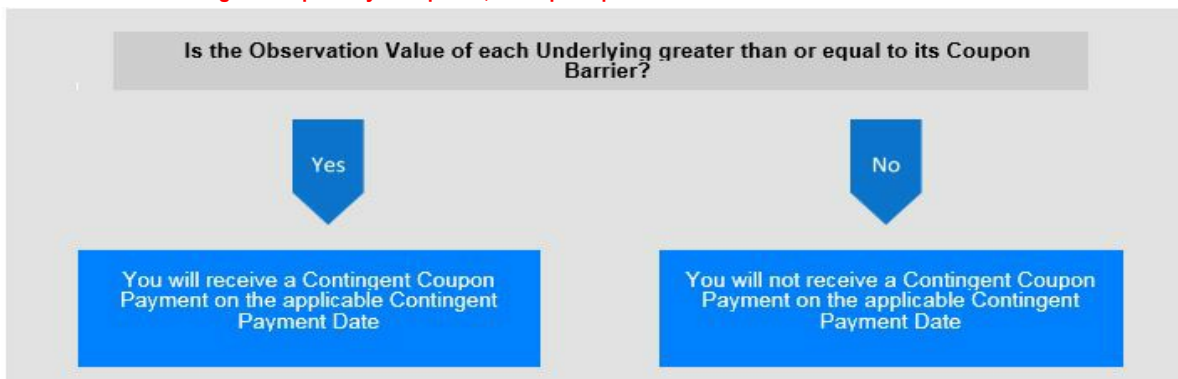 Is the Observation Value of each Underlying greater than or equal to its Coupon
Barrier?
Yes
No
You will receive a Contingent Coupon
Payment on the applicable Contingent
Payment Date
You will not receive a Contingent Coupon
Payment on the applicable Contingent
Payment Date